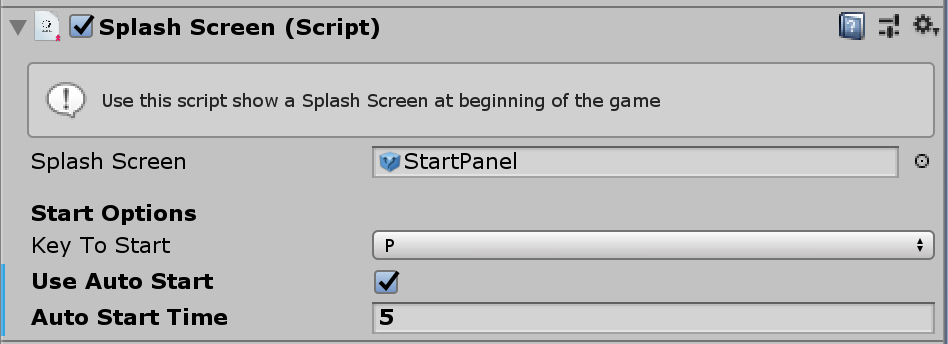 Splash Screen (Script)
Use this script show a Splash Screen at beginning of the game
Splash Screen StartPanel
Start Options
Key To Start P
Use Auto Start
Auto Start Time 5